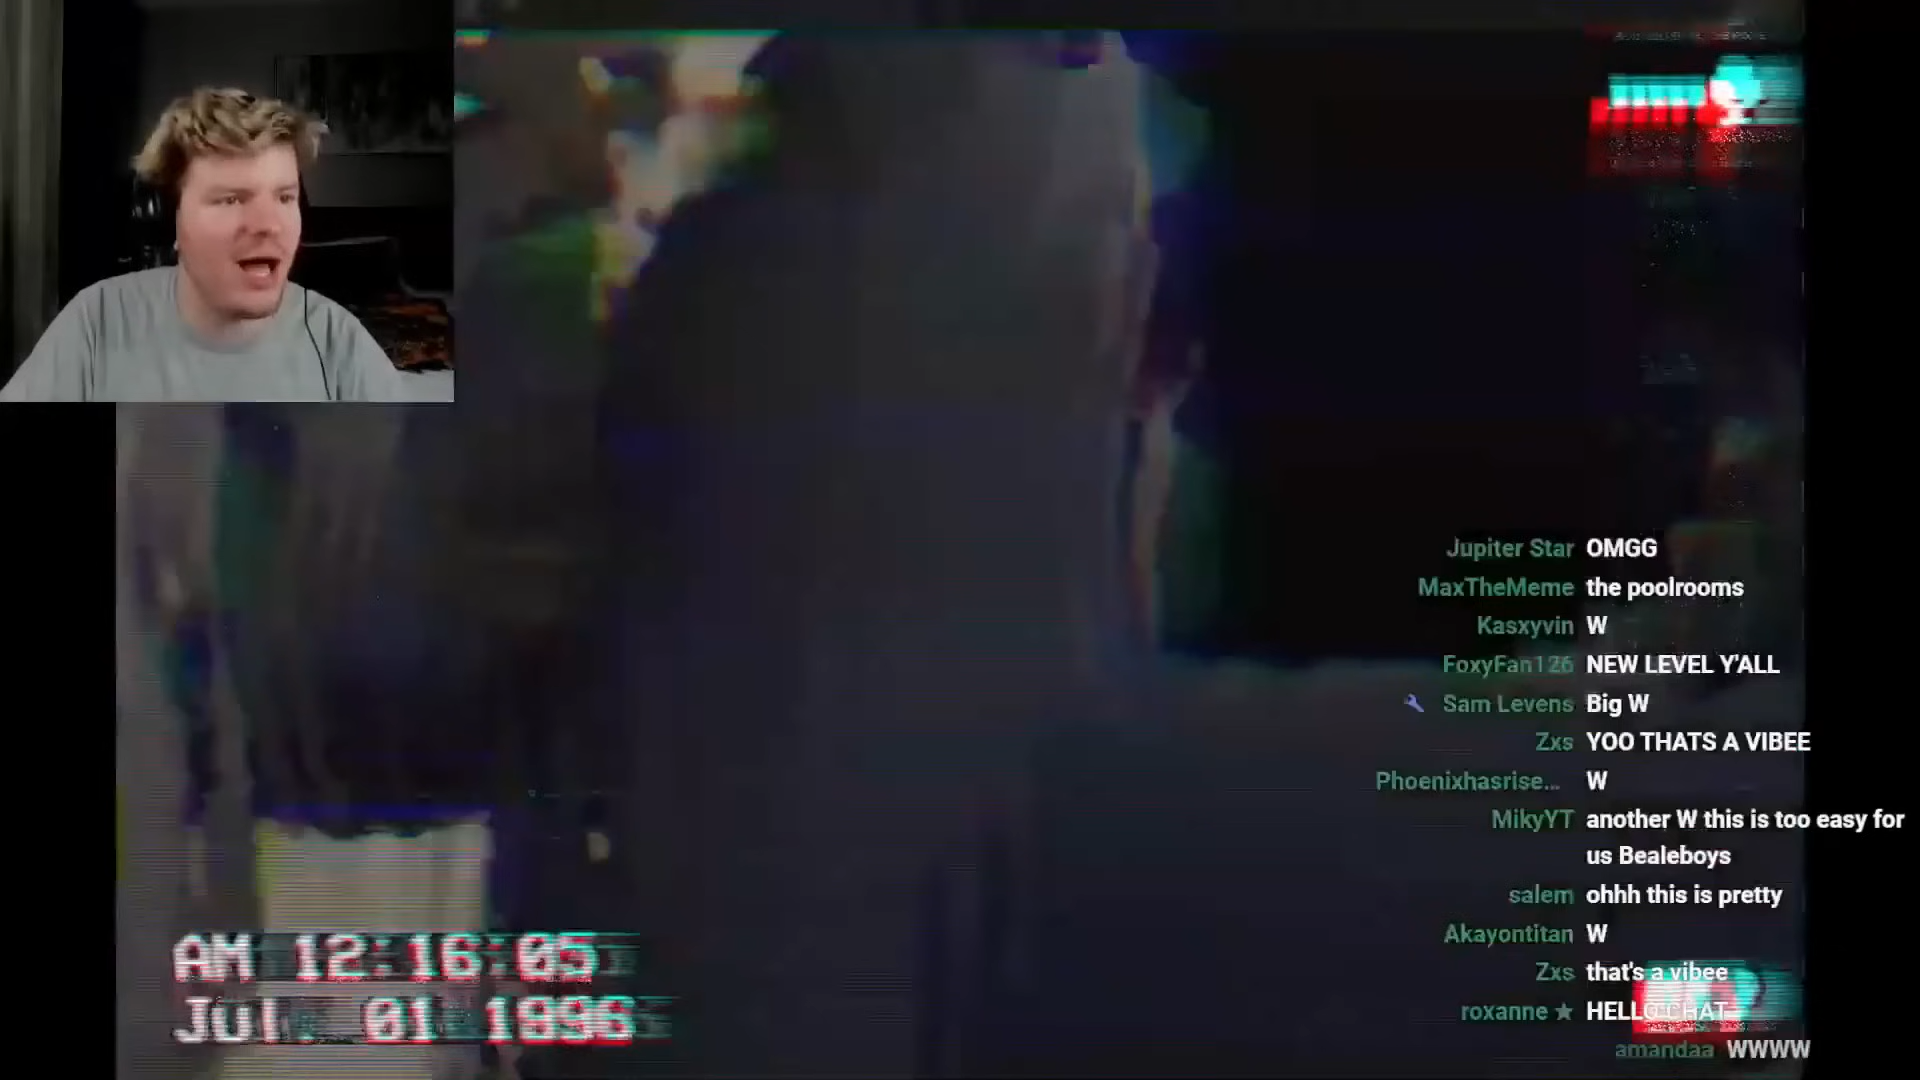 Jupiter Star OMGG
MaxTheMeme the poolrooms
Kasxyvin W
FoxyFan126 NEW LEVEL Y'ALL
Sam Levens Big W
Zxs YOO THATS A VIBEE
Phoenixhasrise... W
MikyYT another W this is too easy for
us Bealeboys
salem ohhh this is pretty
Akayontitan W
Zxs that's a vibee
roxanne ★ HELLO CHAT
amandaa WWWW
AM 12:16:05
Jul. 01 1996